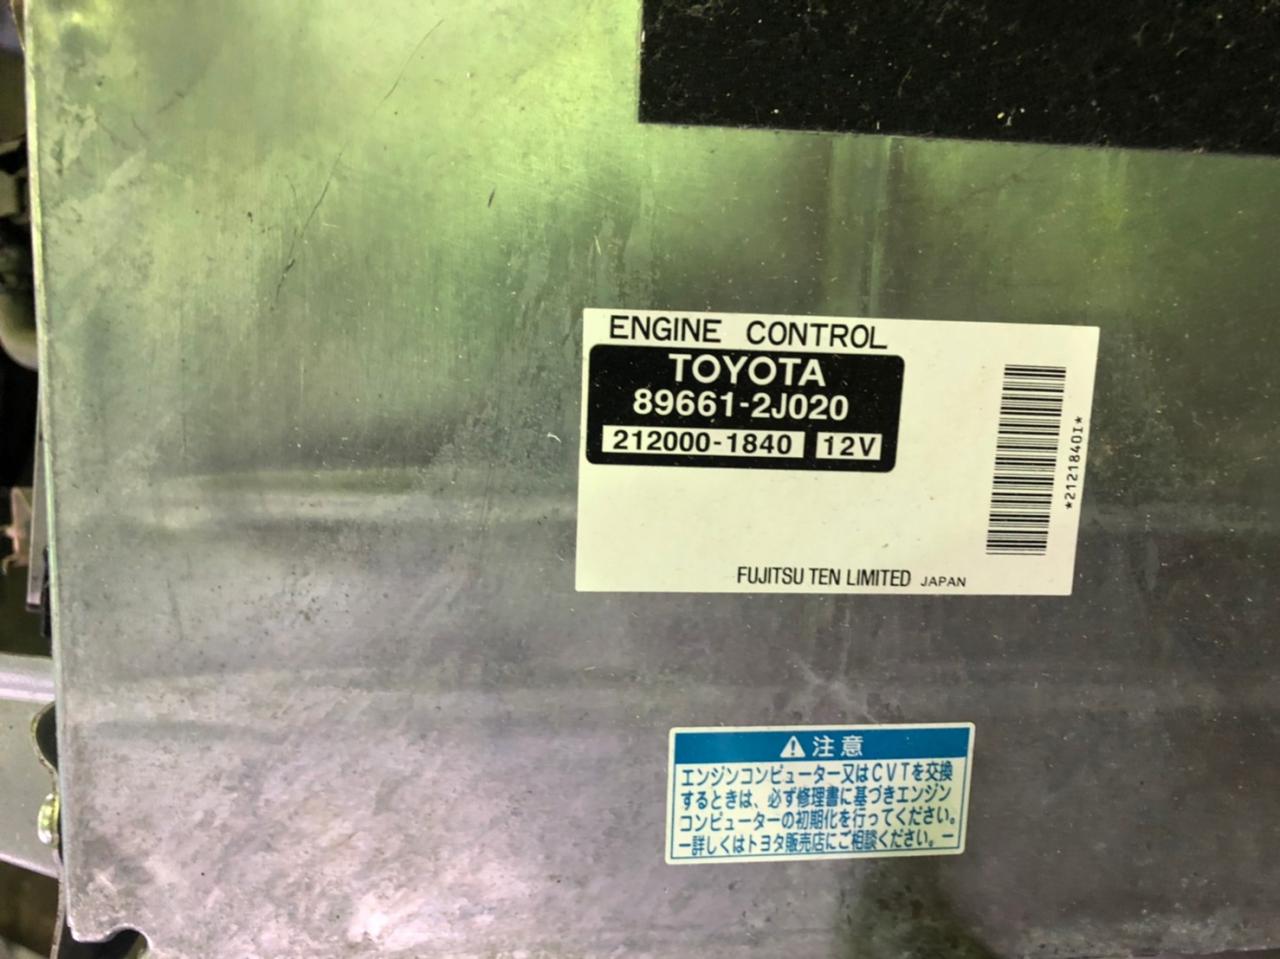 ENGINE CONTROL
TOYOTA
89661-2J020
212000-1840 12V
*2121840I*
FUJITSU TEN LIMITED JAPAN
注意
エンジンコンピューター又はCVTを交換
するときは、必ず修理書に基づきエンジン
コンピューターの初期化を行ってください。
ー詳しくはトヨタ販売店にご相談ください。ー